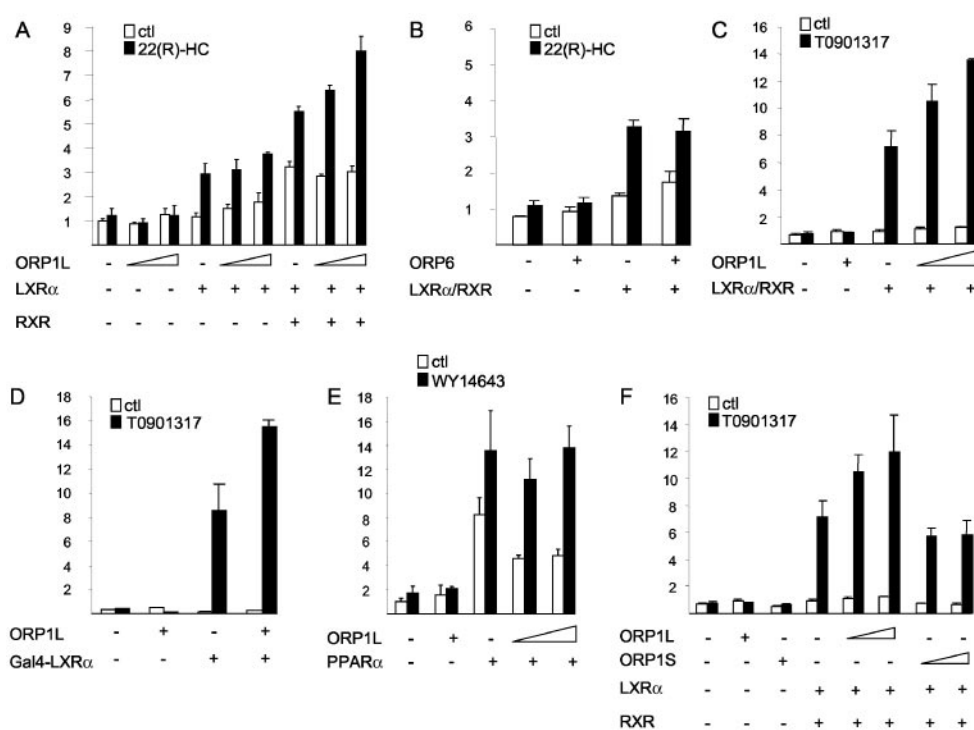 A
ctl
22(R)-HC
9
8
7
6
5
4
3
2
1
ORP1L -
LXRα - - - + + + + + +
RXR - - - - - - + + +
B
ctl
22(R)-HC
6
5
4
3
2
1
ORP6 - + - +
LXRα/RXR - - + +
C
ctl
T0901317
16
14
12
10
8
6
4
2
ORP1L - + -
LXRα/RXR - - + + +
D
ctl
T0901317
18
16
14
12
10
8
6
4
2
ORP1L - + - +
Gal4-LXRα - - + +
E
ctl
WY14643
18
16
14
12
10
8
6
4
2
ORP1L - + -
PPARα - - + + +
F
ctl
T0901317
16
14
12
10
8
6
4
2
ORP1L - + - - - -
ORP1S - - + - - -
LXRα - - - + + + + +
RXR - - - + + + + +